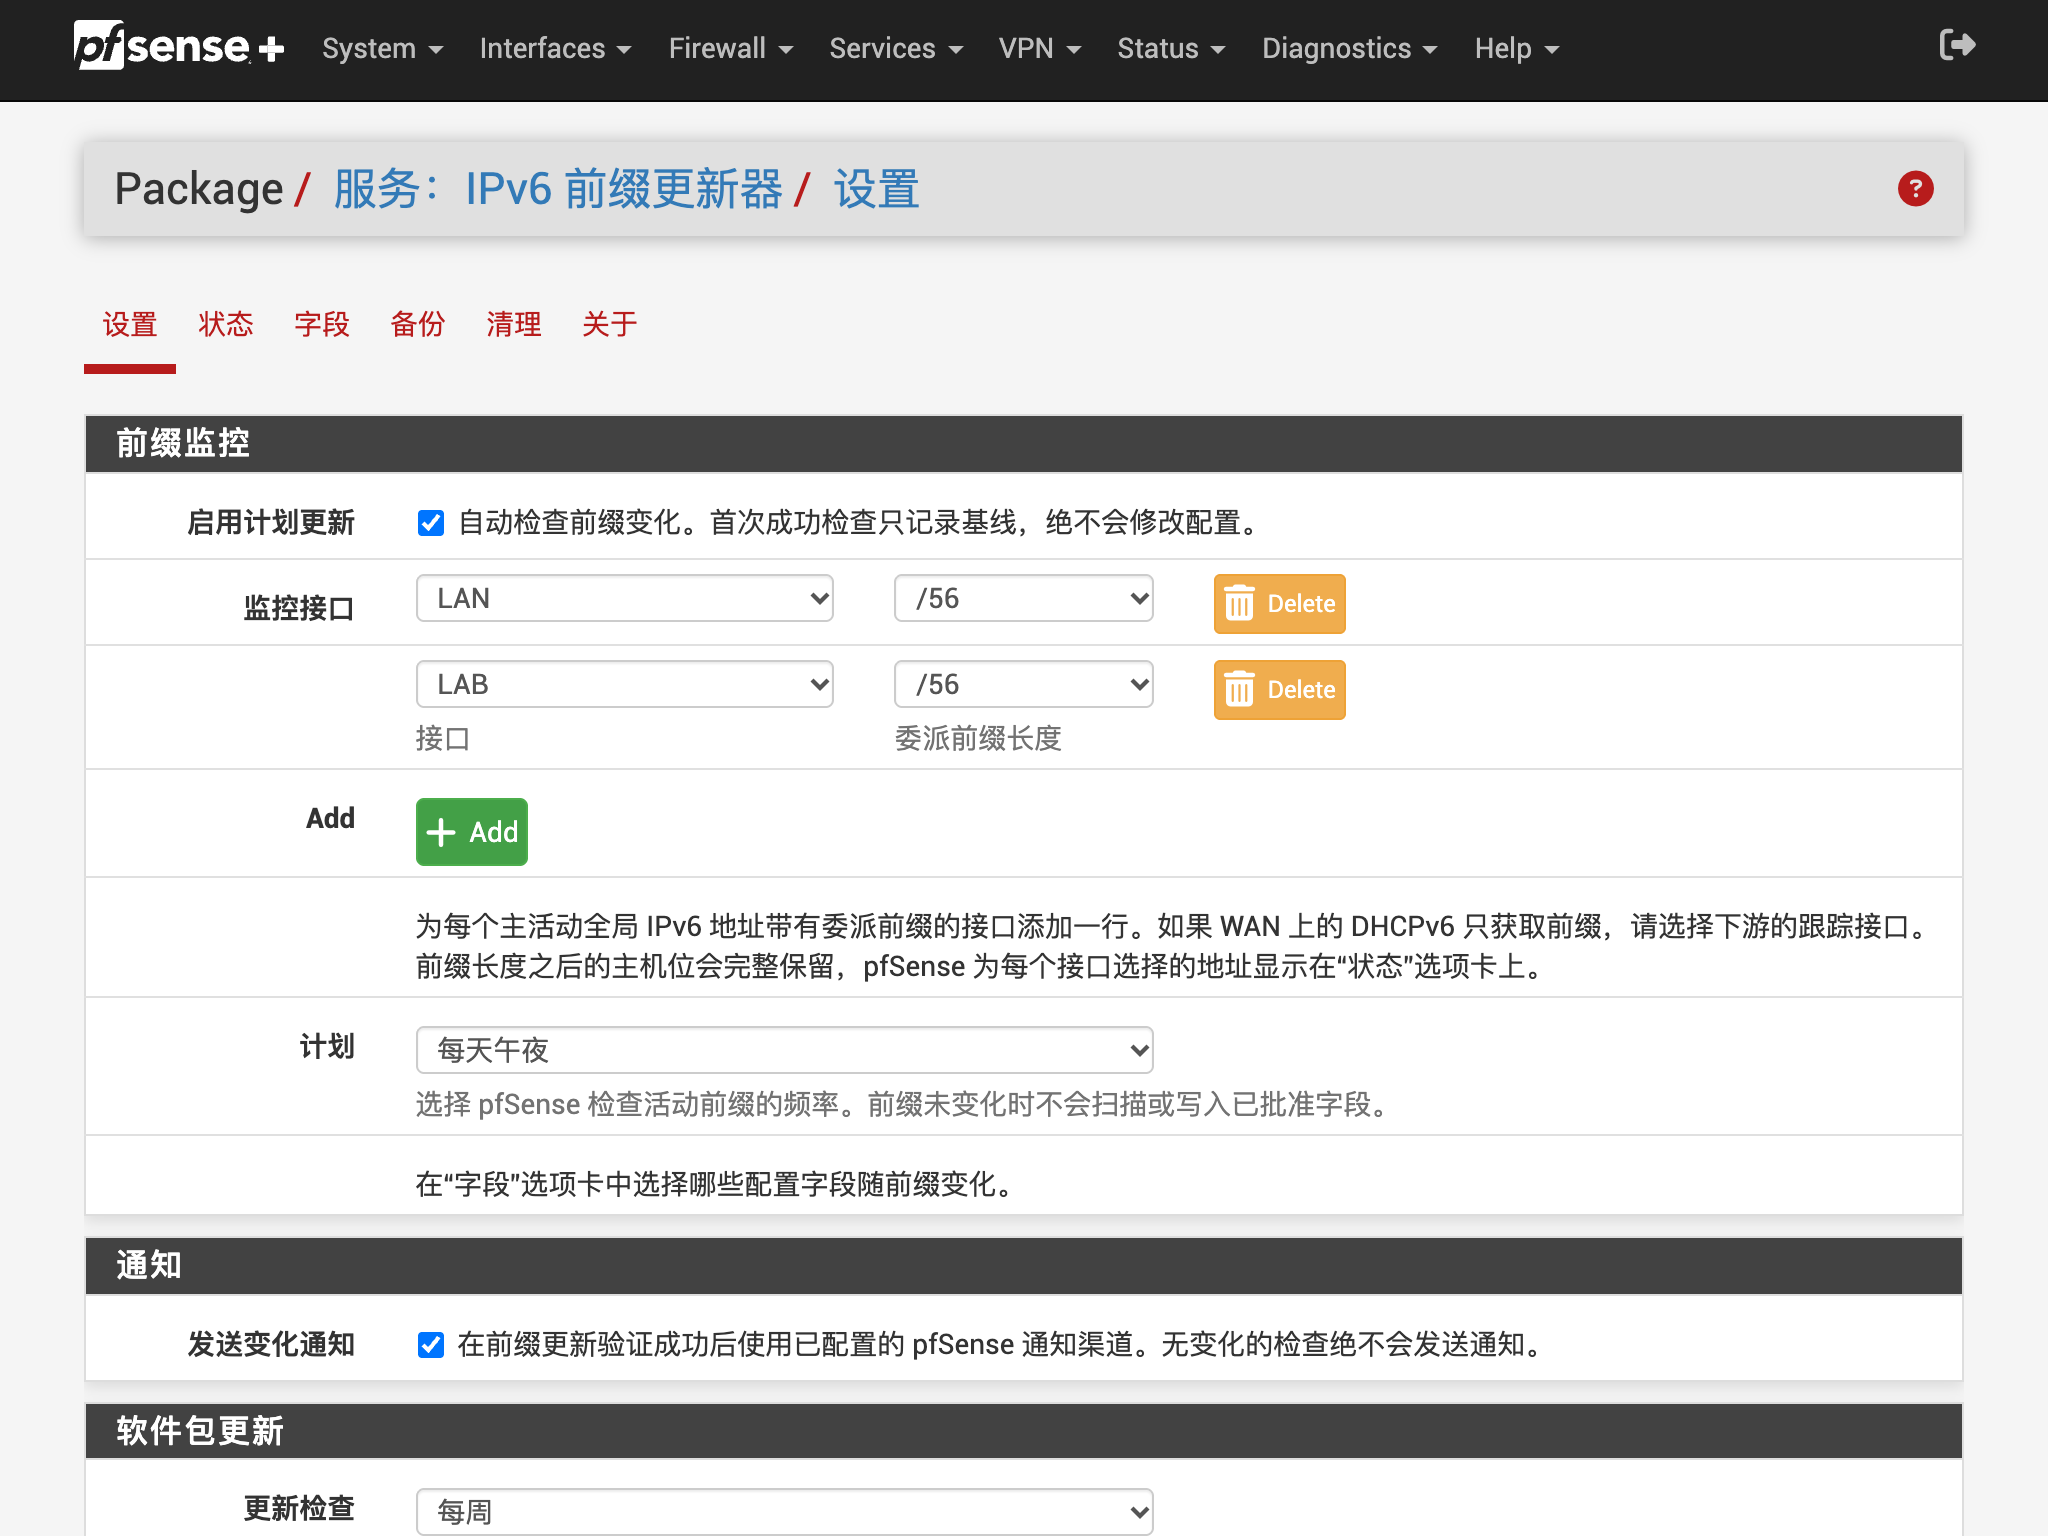 pfsense+ System Interfaces Firewall Services VPN Status Diagnostics Help
Package / 服务：IPv6 前缀更新器 / 设置
设置 状态 字段 备份 清理 关于
前缀监控
启用计划更新 自动检查前缀变化。首次成功检查只记录基线，绝不会修改配置。
监控接口 LAN /56 Delete
LAB /56 Delete
接口 委派前缀长度
Add Add
为每个主活动全局 IPv6 地址带有委派前缀的接口添加一行。如果 WAN 上的 DHCPv6 只获取前缀，请选择下游的跟踪接口。
前缀长度之后的主机位会完整保留，pfSense 为每个接口选择的地址显示在“状态”选项卡上。
计划 每天午夜
选择 pfSense 检查活动前缀的频率。前缀未变化时不会扫描或写入已批准字段。
在“字段”选项卡中选择哪些配置字段随前缀变化。
通知
发送变化通知 在前缀更新验证成功后使用已配置的 pfSense 通知渠道。无变化的检查绝不会发送通知。
软件包更新
更新检查 每周